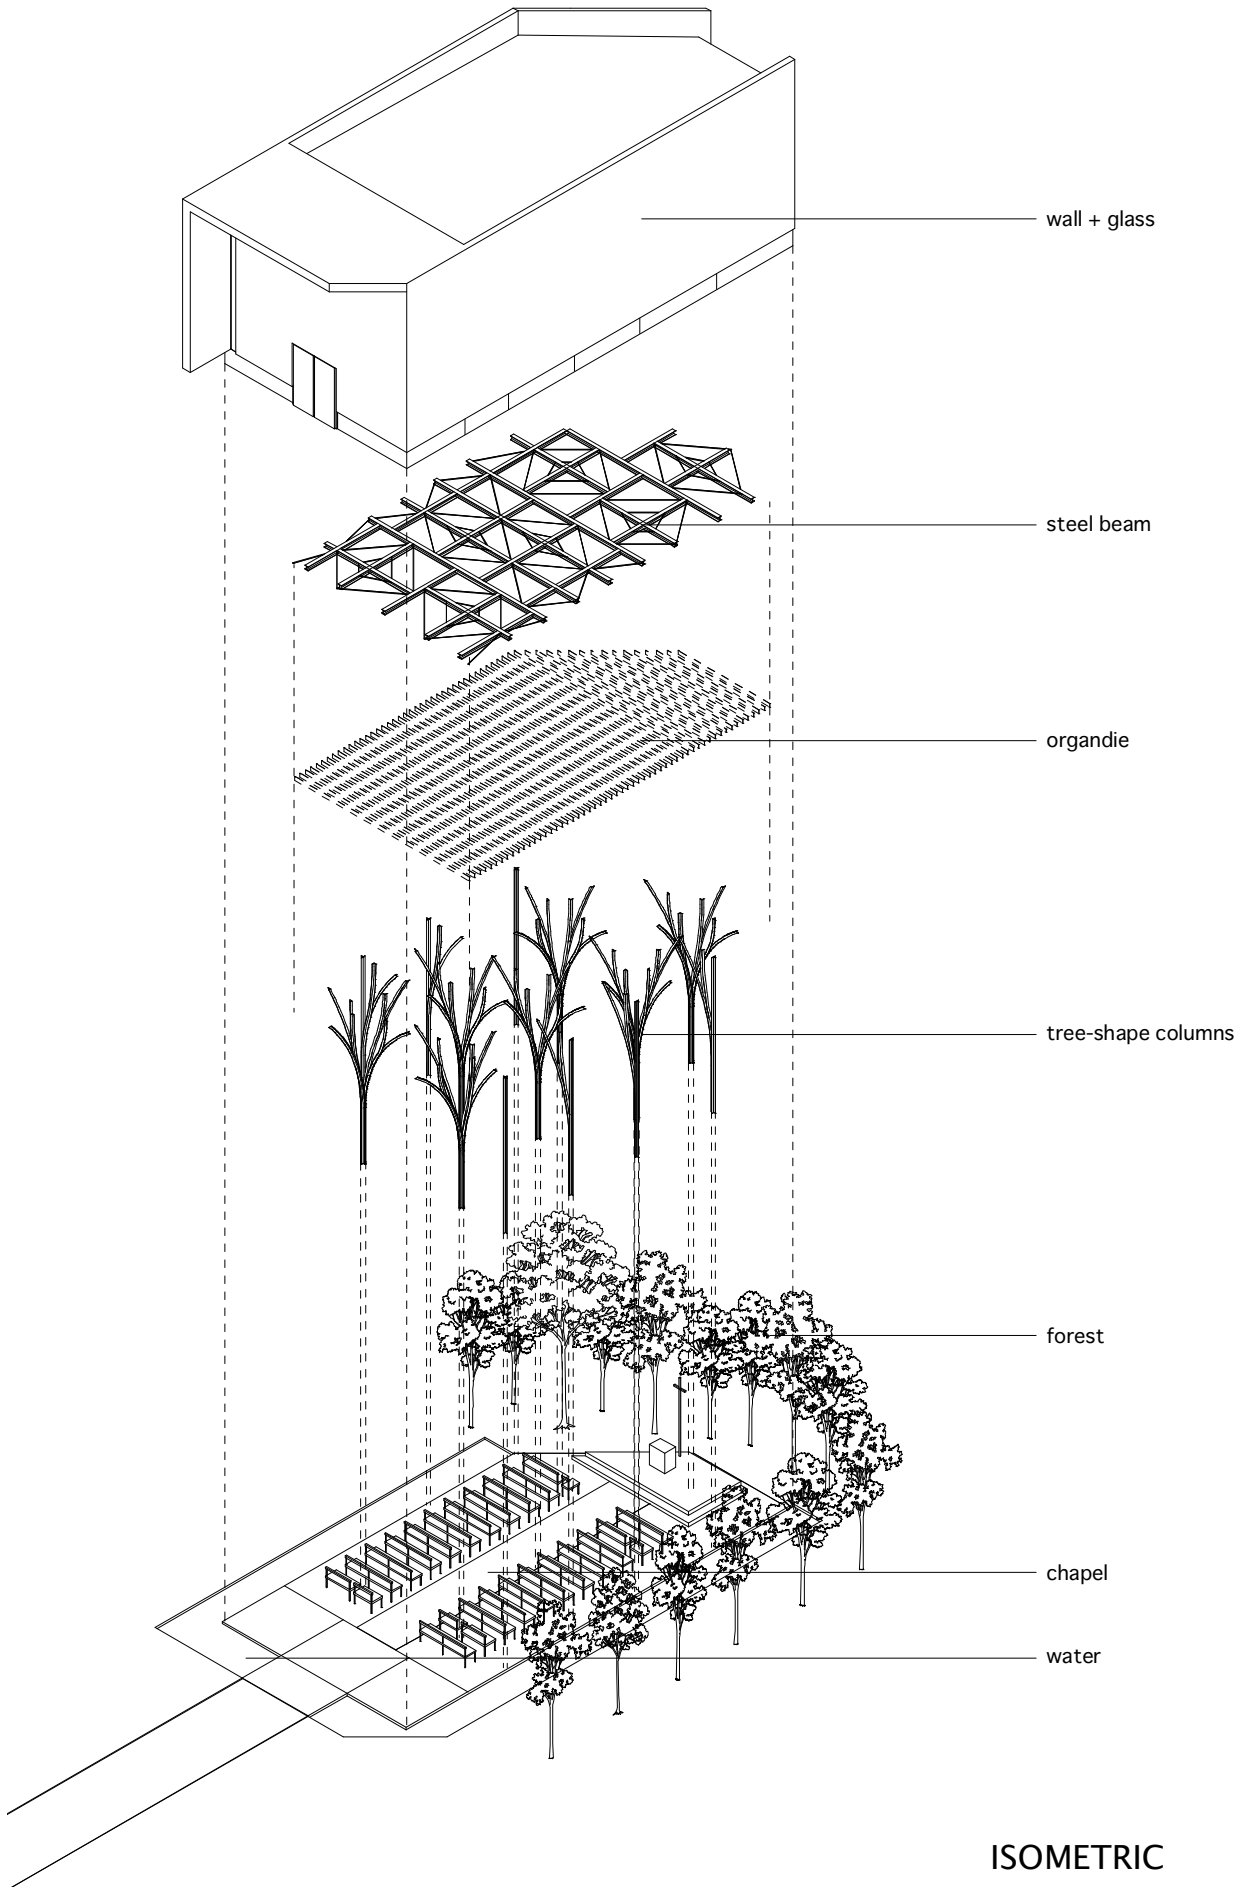 wall + glass
steel beam
organdie
tree-shape columns
forest
chapel
water
ISOMETRIC